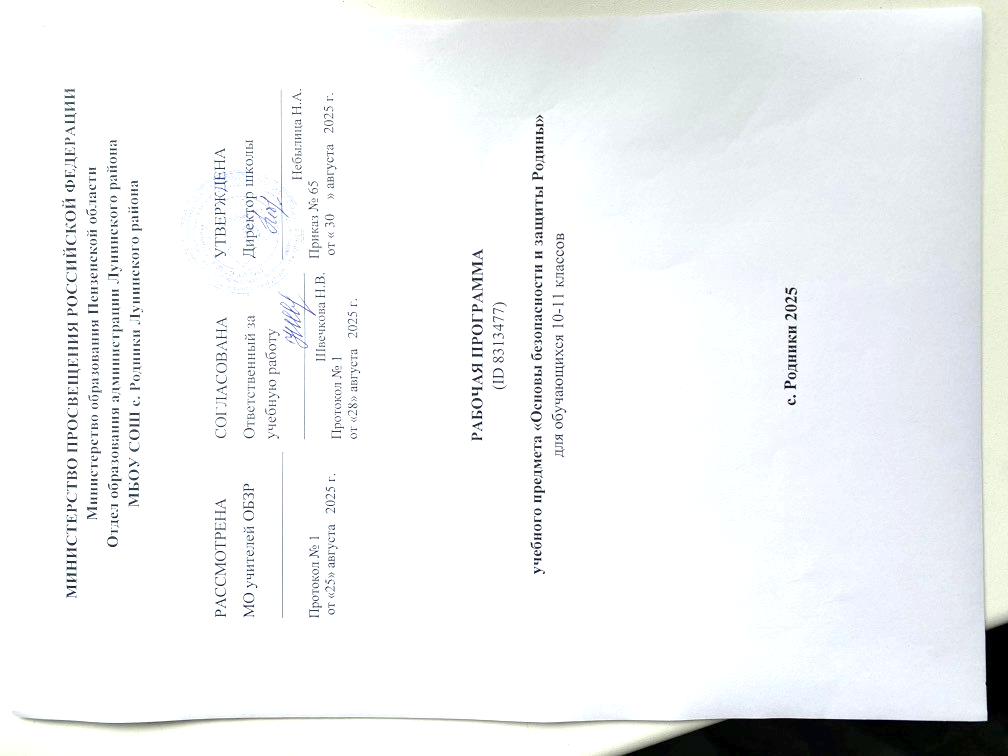 МИНИСТЕРСТВО ПРОСВЕЩЕНИЯ РОССИЙСКОЙ ФЕДЕРАЦИИ
Министерство образования Пензенской области
Отдел образования администрации Лунинского района
МБОУ СОШ с. Родники Лунинского района
РАССМОТРЕНА
МО учителей ОБЗР
Протокол № 1
от «25» августа 2025 г.
СОГЛАСОВАНА
Ответственный за
учебную работу
Швечкова Н.В.
Протокол № 1
от «28» августа 2025 г.
УТВЕРЖДЕНА
Директор школы
Небылица Н.А.
Приказ № 65
от « 30 » августа 2025 г.
РАБОЧАЯ ПРОГРАММА
(ID 8313477)
учебного предмета «Основы безопасности и защиты Родины»
для обучающихся 10-11 классов
с. Родники 2025